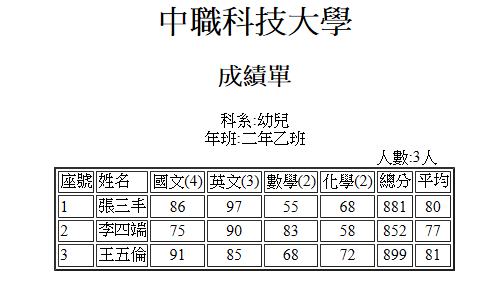 中職科技大學
成績單
科系:幼兒
年班:二年乙班
人數:3人
座號 姓名 國文(4) 英文(3) 數學(2) 化學(2) 總分 平均
1 張三丰 86 97 55 68 881 80
2 李四端 75 90 83 58 852 77
3 王五倫 91 85 68 72 899 81